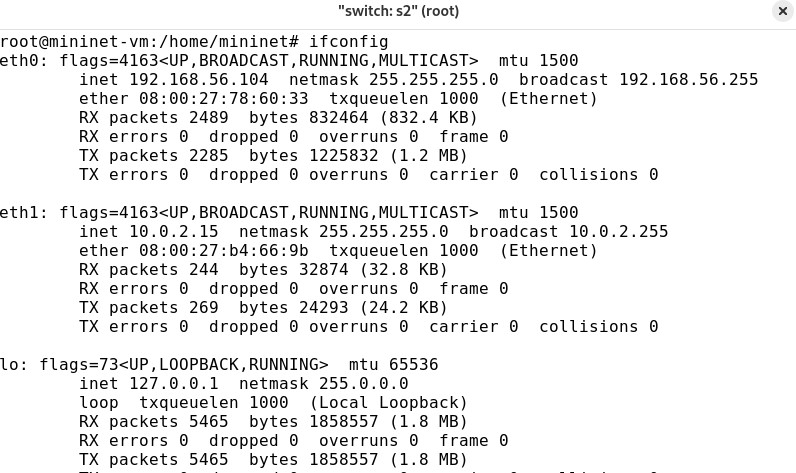 "switch: s2" (root)
root@mininet-vm:/home/mininet# ifconfig
eth0: flags=4163<UP,BROADCAST,RUNNING,MULTICAST>  mtu 1500
        inet 192.168.56.104  netmask 255.255.255.0  broadcast 192.168.56.255
        ether 08:00:27:78:60:33  txqueuelen 1000  (Ethernet)
        RX packets 2489  bytes 832464 (832.4 KB)
        RX errors 0  dropped 0  overruns 0  frame 0
        TX packets 2285  bytes 1225832 (1.2 MB)
        TX errors 0  dropped 0 overruns 0  carrier 0  collisions 0
eth1: flags=4163<UP,BROADCAST,RUNNING,MULTICAST>  mtu 1500
        inet 10.0.2.15  netmask 255.255.255.0  broadcast 10.0.2.255
        ether 08:00:27:b4:66:9b  txqueuelen 1000  (Ethernet)
        RX packets 244  bytes 32874 (32.8 KB)
        RX errors 0  dropped 0  overruns 0  frame 0
        TX packets 269  bytes 24293 (24.2 KB)
        TX errors 0  dropped 0 overruns 0  carrier 0  collisions 0
lo: flags=73<UP,LOOPBACK,RUNNING>  mtu 65536
        inet 127.0.0.1  netmask 255.0.0.0
        loop  txqueuelen 1000  (Local Loopback)
        RX packets 5465  bytes 1858557 (1.8 MB)
        RX errors 0  dropped 0  overruns 0  frame 0
        TX packets 5465  bytes 1858557 (1.8 MB)